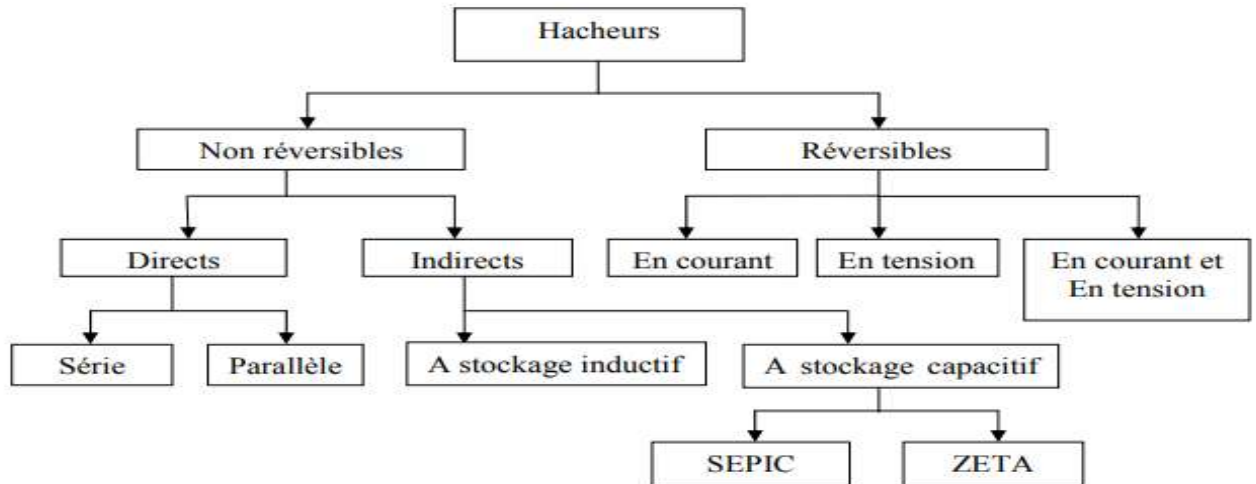 Hacheurs
Non réversibles
Réversibles
Directs
Indirects
En courant
En tension
En courant et
En tension
Série
Parallèle
A stockage inductif
A stockage capacitif
SEPIC
ZETA